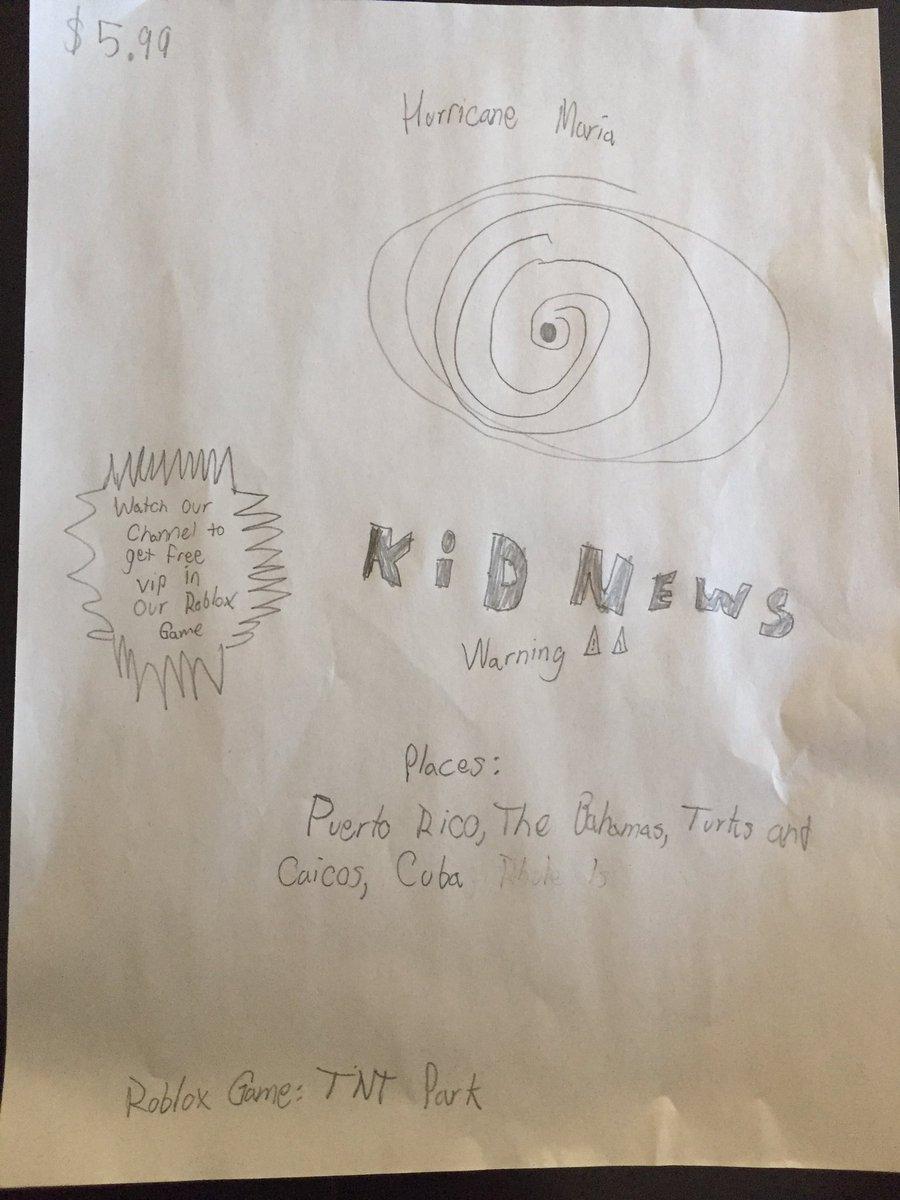 $5.99
Hurricane Maria
Watch our
Channel to
get free
vip in
our Roblox
Game
KiD NEWS
Warning
Places:
Puerto Rico, The Bahamas, Turks and
Caicos, Cuba
Roblox Game: TNT Park